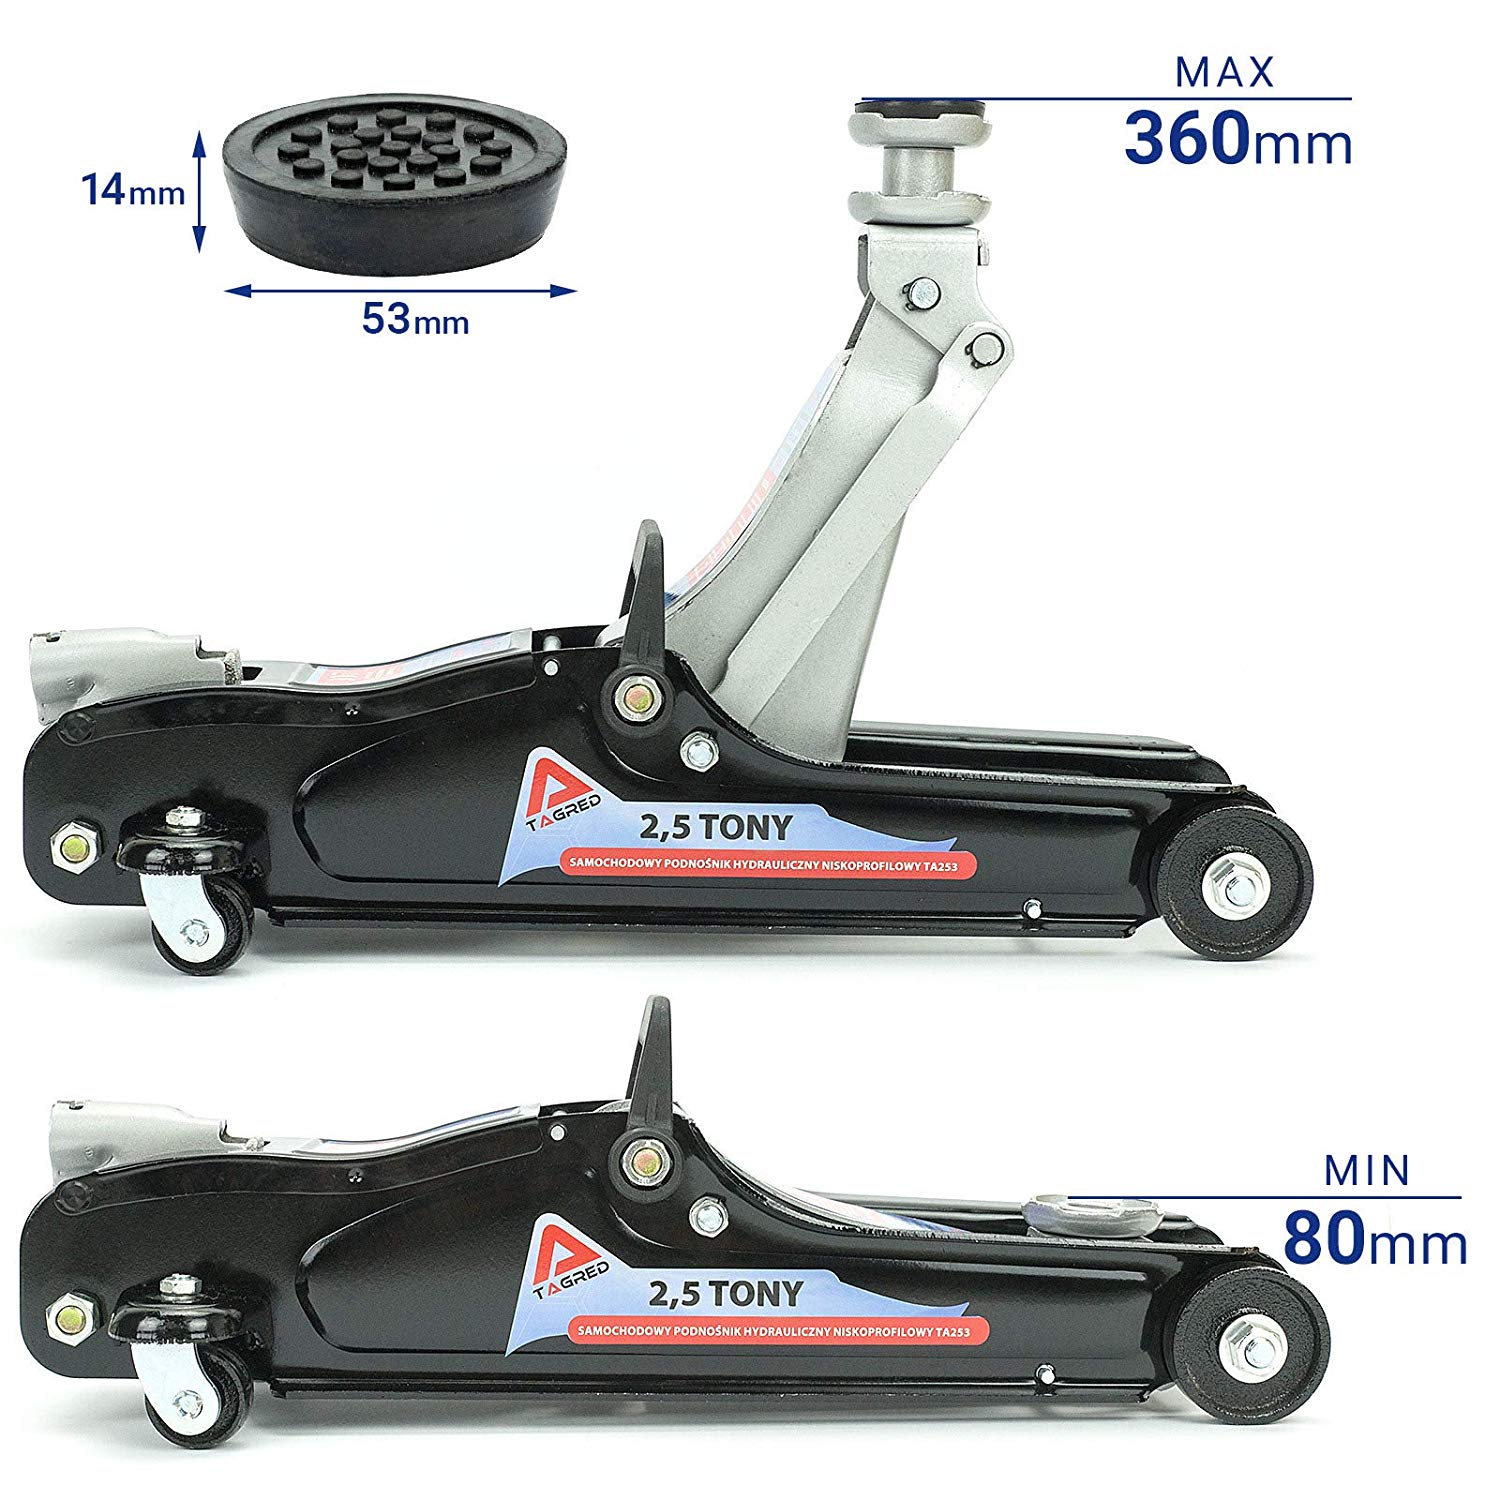 MAX
360mm
14mm
53mm
TAGRED
2,5 TONY
SAMOCHODOWY PODNOŚNIK HYDRAULICZNY NISKOPROFILOWY TA253
MIN
80mm
TAGRED
2,5 TONY
SAMOCHODOWY PODNOŚNIK HYDRAULICZNY NISKOPROFILOWY TA253